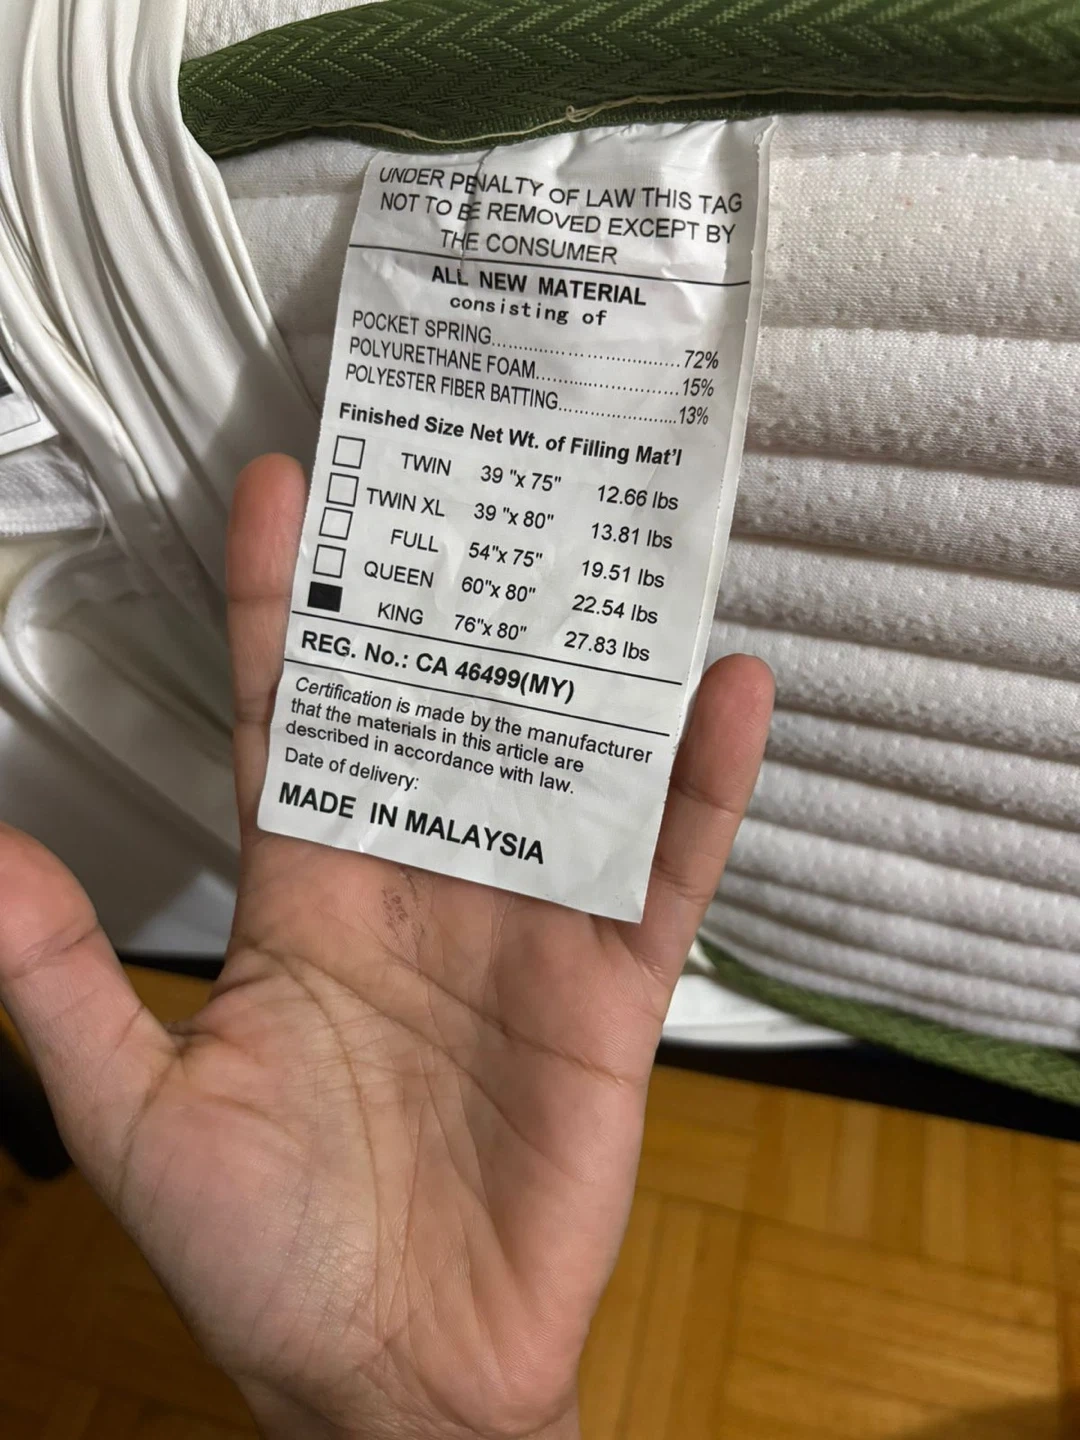 UNDER PENALTY OF LAW THIS TAG
NOT TO BE REMOVED EXCEPT BY
THE CONSUMER
ALL NEW MATERIAL
consisting of
POCKET SPRING..................................72%
POLYURETHANE FOAM.........................15%
POLYESTER FIBER BATTING.....................13%
Finished Size Net Wt. of Filling Mat'l
TWIN 39 "x 75" 12.66 lbs
TWIN XL 39 "x 80" 13.81 lbs
FULL 54"x 75" 19.51 lbs
QUEEN 60"x 80" 22.54 lbs
KING 76"x 80" 27.83 lbs
REG. No.: CA 46499(MY)
Certification is made by the manufacturer
that the materials in this article are
described in accordance with law.
Date of delivery:
MADE IN MALAYSIA